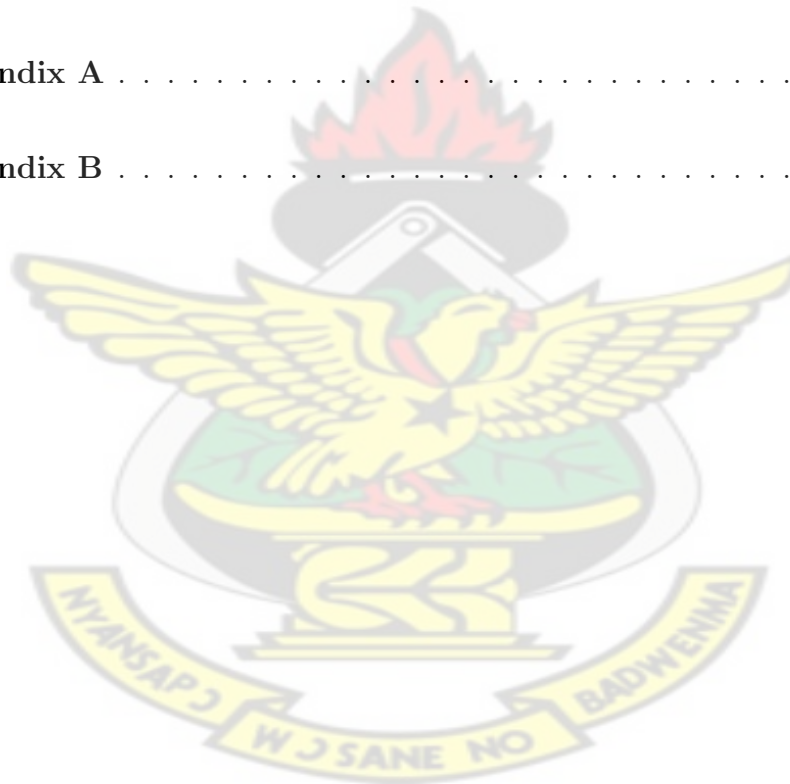 ndix A . . . . . . . . . . . . . . . . . . . . . . . . . . . .
ndix B . . . . . . . . . . . . . . . . . . . . . . . . . . . .
NYANSAPƆ
WƆSANE NO
BADWENMA